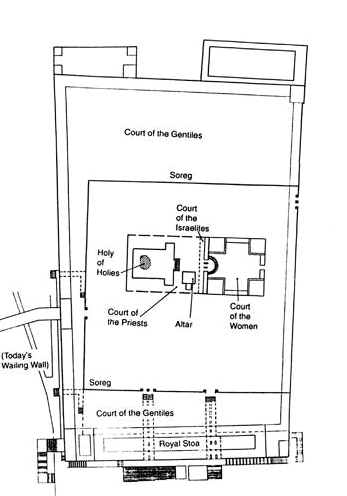 Court of the Gentiles
Soreg
Court
of the
Israelites
Holy
of
Holies
Court of
the Priests
Altar
Court
of the
Women
(Today's
Wailing Wall)
Soreg
Court of the Gentiles
Royal Stoa